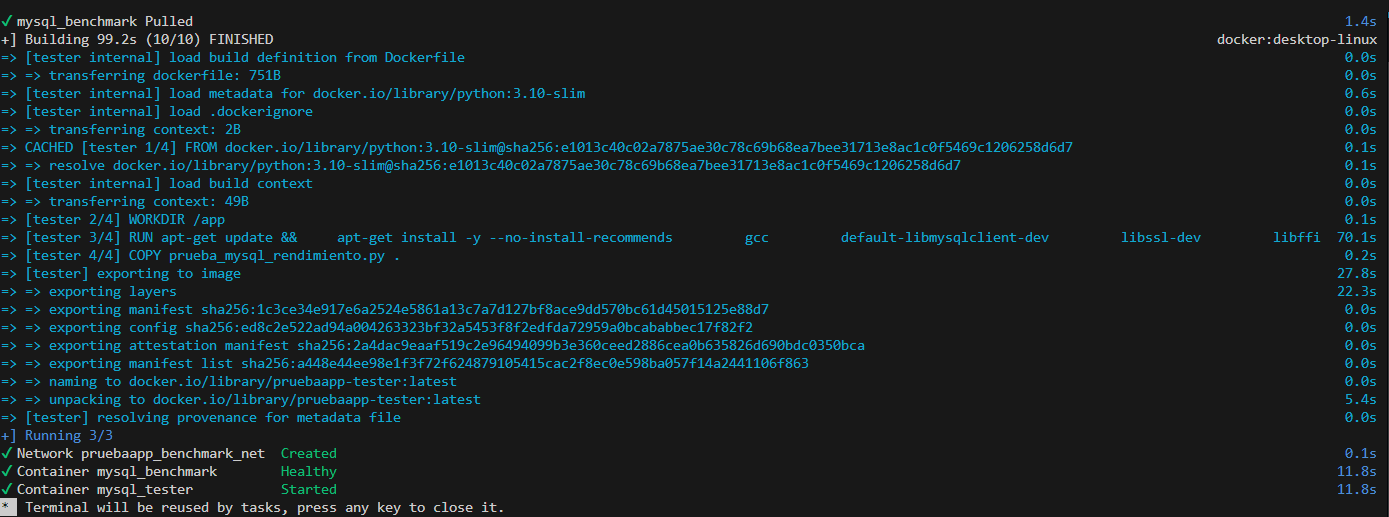 ✓ mysql_benchmark Pulled 1.4s
+] Building 99.2s (10/10) FINISHED docker:desktop-linux
=> [tester internal] load build definition from Dockerfile 0.0s
=> => transferring dockerfile: 751B 0.0s
=> [tester internal] load metadata for docker.io/library/python:3.10-slim 0.6s
=> [tester internal] load .dockerignore 0.0s
=> => transferring context: 2B 0.0s
=> CACHED [tester 1/4] FROM docker.io/library/python:3.10-slim@sha256:e1013c40c02a7875ae30c78c69b68ea7bee31713e8ac1c0f5469c1206258d6d7 0.1s
=> => resolve docker.io/library/python:3.10-slim@sha256:e1013c40c02a7875ae30c78c69b68ea7bee31713e8ac1c0f5469c1206258d6d7 0.1s
=> [tester internal] load build context 0.0s
=> => transferring context: 49B 0.0s
=> [tester 2/4] WORKDIR /app 0.1s
=> [tester 3/4] RUN apt-get update && apt-get install -y --no-install-recommends gcc default-libmysqlclient-dev libssl-dev libffi 70.1s
=> [tester 4/4] COPY prueba_mysql_rendimiento.py . 0.2s
=> [tester] exporting to image 27.8s
=> => exporting layers 22.3s
=> => exporting manifest sha256:1c3ce34e917e6a2524e5861a13c7a7d127bf8ace9dd570bc61d45015125e88d7 0.0s
=> => exporting config sha256:ed8c2e522ad94a004263323bf32a5453f8f2edfda72959a0bcababbec17f82f2 0.0s
=> => exporting attestation manifest sha256:2a4dac9eaaf519c2e96494099b3e360ceed2886cea0b635826d690bdc0350bca 0.0s
=> => exporting manifest list sha256:a448e44ee98e1f3f72f624879105415cac2f8ec0e598ba057f14a2441106f863 0.0s
=> => naming to docker.io/library/pruebaapp-tester:latest 0.0s
=> => unpacking to docker.io/library/pruebaapp-tester:latest 5.4s
=> [tester] resolving provenance for metadata file 0.0s
+] Running 3/3
✓ Network pruebaapp_benchmark_net Created 0.1s
✓ Container mysql_benchmark Healthy 11.8s
✓ Container mysql_tester Started 11.8s
* Terminal will be reused by tasks, press any key to close it.